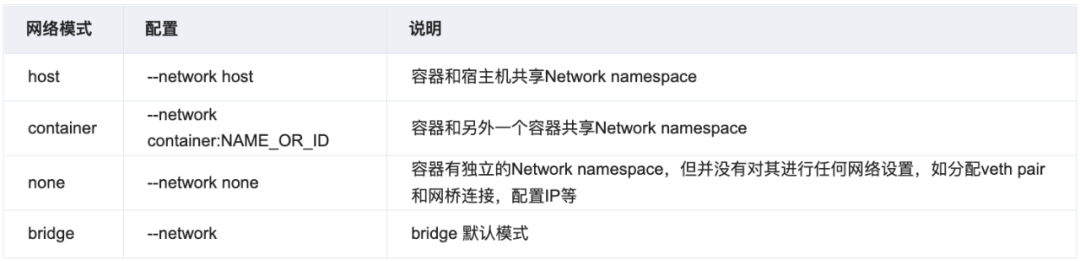 网络模式 配置 说明
host --network host 容器和宿主机共享Network namespace
container --network container:NAME_OR_ID 容器和另外一个容器共享Network namespace
none --network none 容器有独立的Network namespace，但并没有对其进行任何网络设置，如分配veth pair
和网桥连接，配置IP等
bridge --network bridge 默认模式